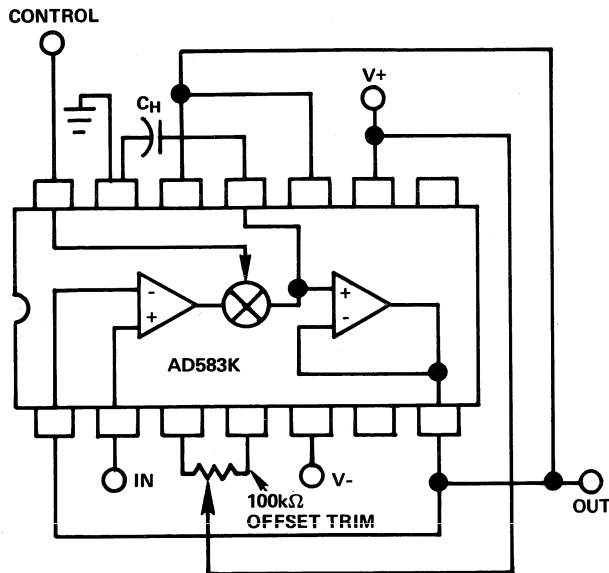 CONTROL
V+
CH
-
+
+
-
AD583K
IN
100kΩ
OFFSET TRIM
V-
OUT